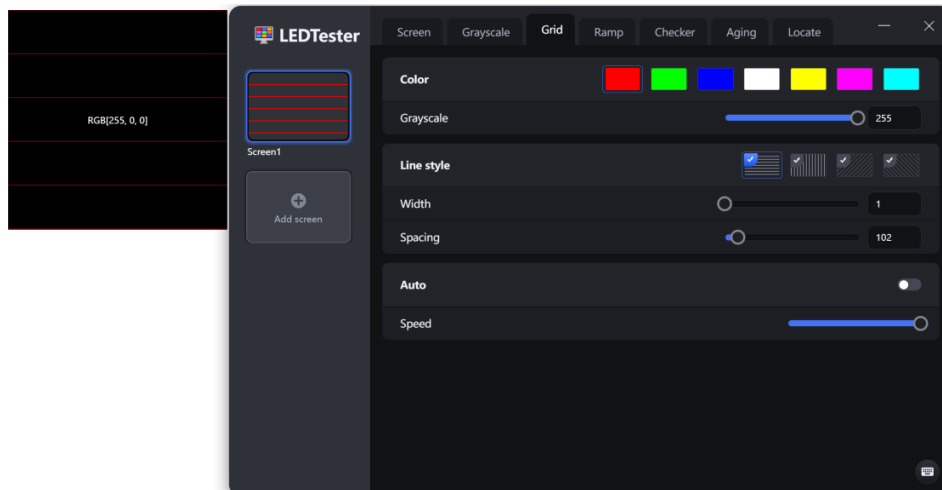 RGB[255, 0, 0]
LEDTester
Screen1
Add screen
Screen Grayscale Grid Ramp Checker Aging Locate
Color
Grayscale 255
Line style
Width 1
Spacing 102
Auto
Speed